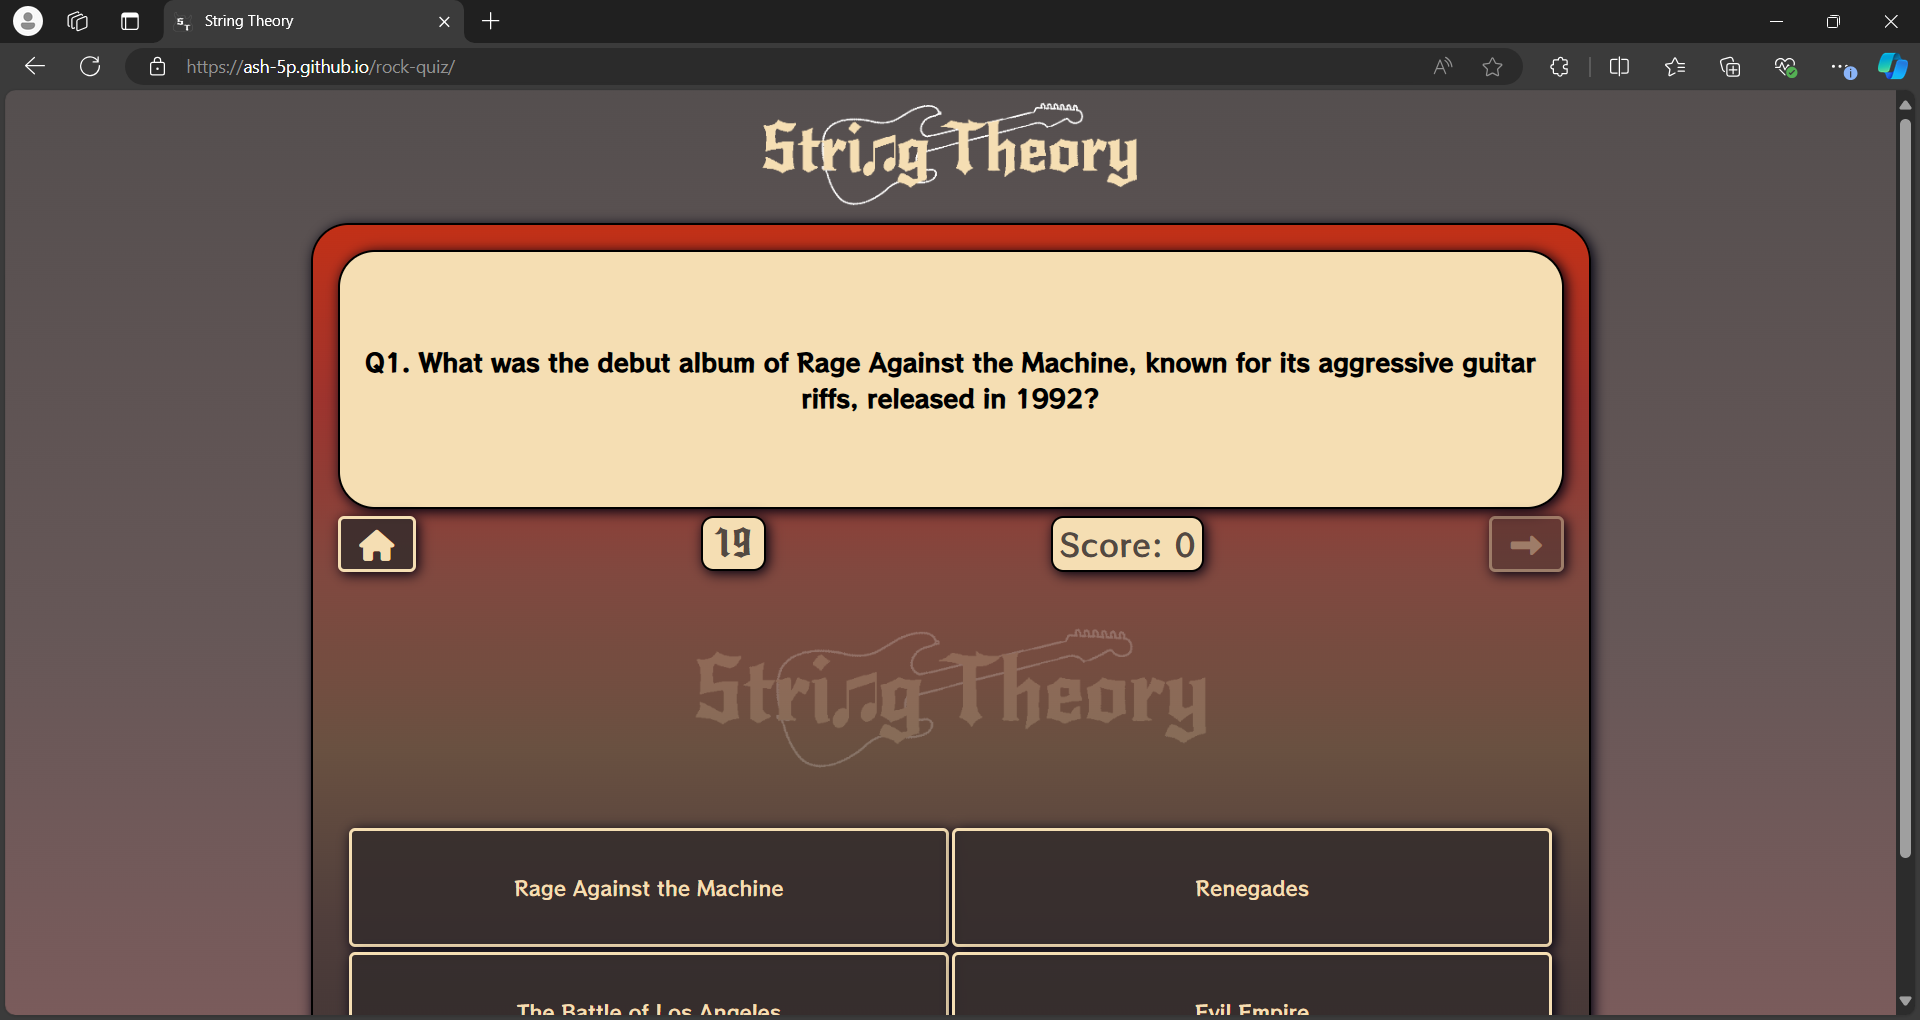 String Theory
https://ash-5p.github.io/rock-quiz/
String Theory
Q1. What was the debut album of Rage Against the Machine, known for its aggressive guitar
riffs, released in 1992?
19
Score: 0
String Theory
Rage Against the Machine
Renegades
The Battle of Los Angeles
Evil Empire